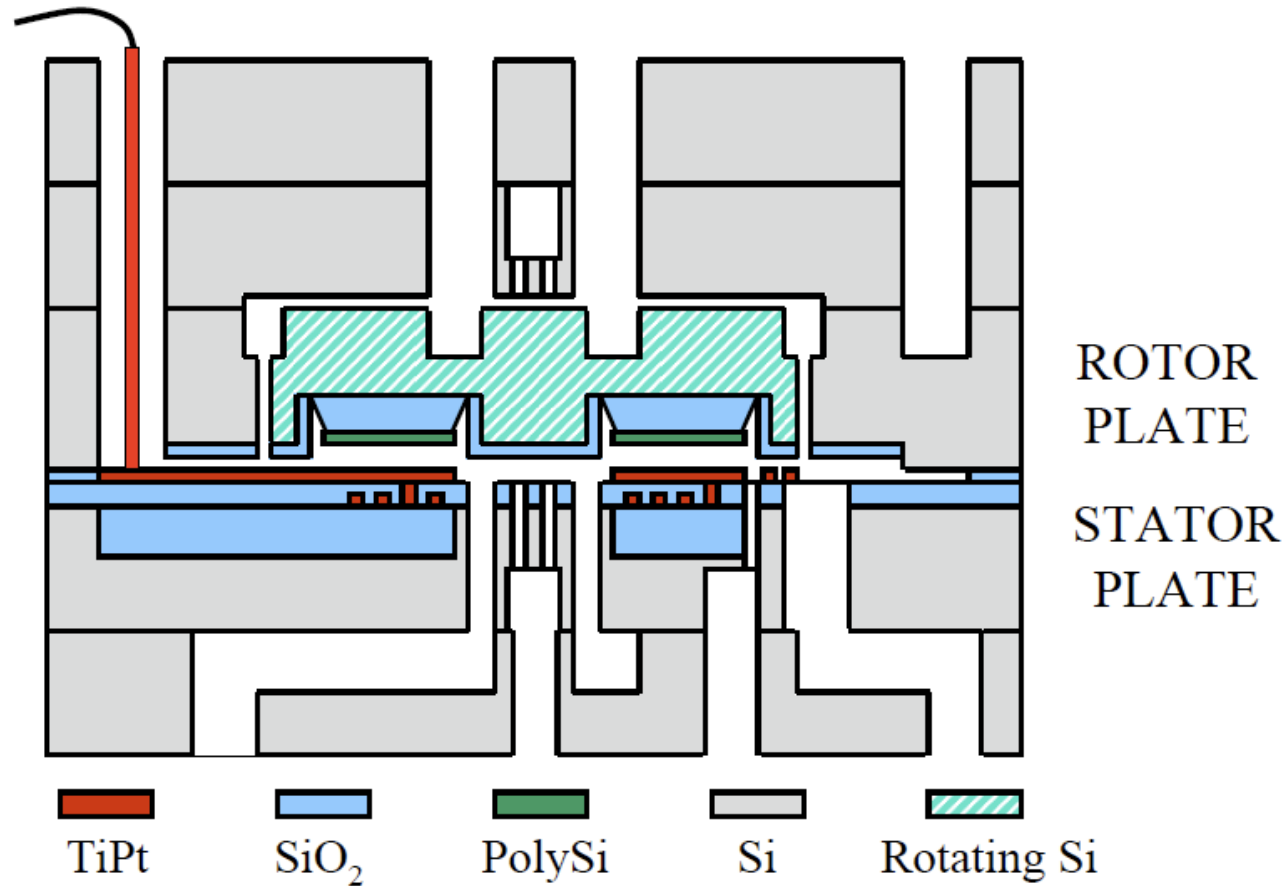 ROTOR
PLATE
STATOR
PLATE
TiPt SiO₂ PolySi Si Rotating Si